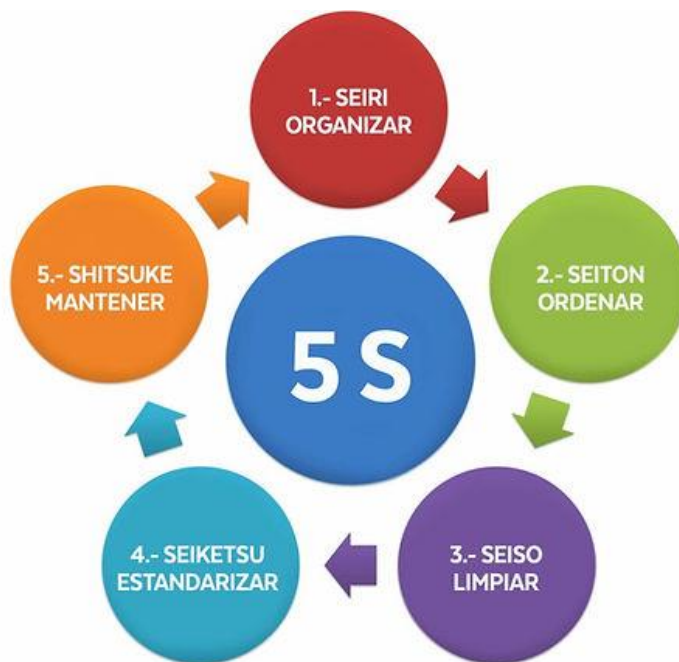 1.- SEIRI
ORGANIZAR
2.- SEITON
ORDENAR
3.- SEISO
LIMPIAR
4.- SEIKETSU
ESTANDARIZAR
5.- SHITSUKE
MANTENER
5 S